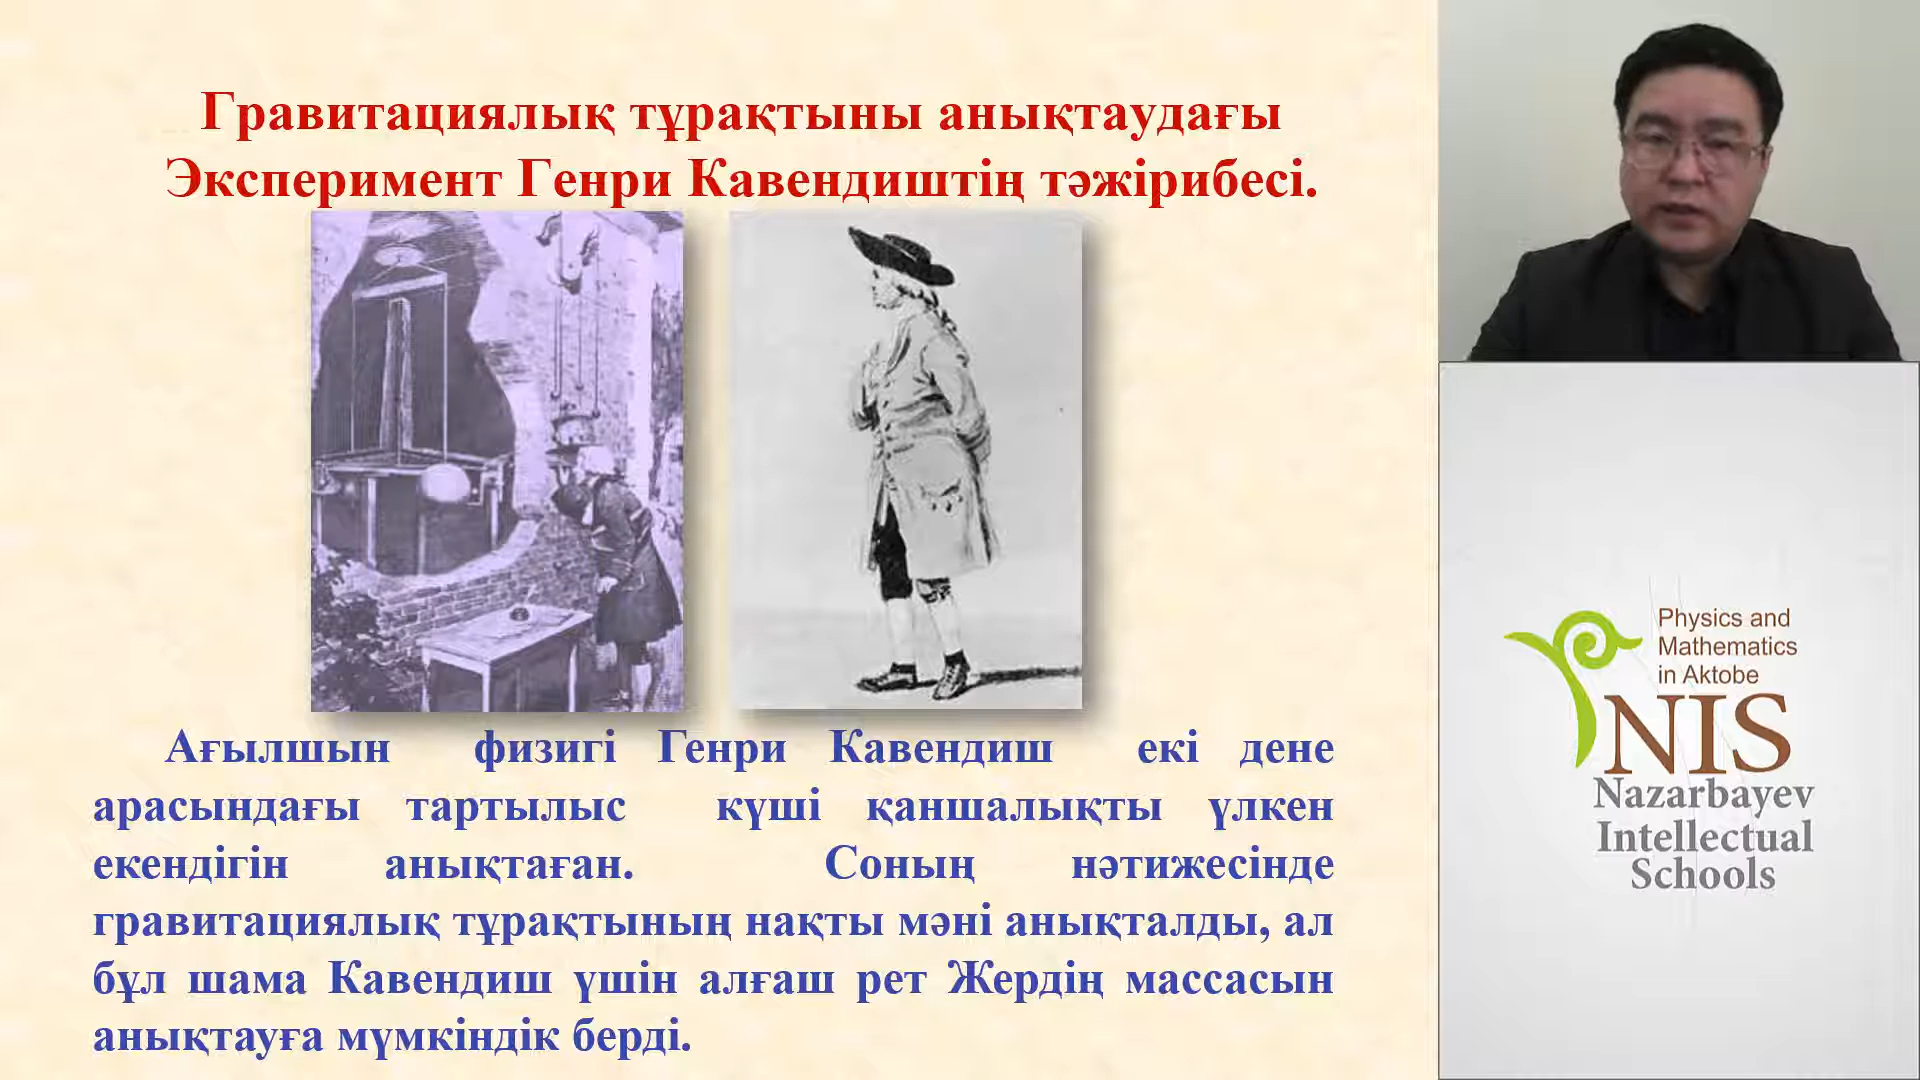 Гравитациялық тұрақтыны анықтаудағы
Эксперимент Генри Кавендиштің тәжірибесі.
Ағылшын физигі Генри Кавендиш екі дене
арасындағы тартылыс күші қаншалықты үлкен
екендігін анықтаған. Соның нәтижесінде
гравитациялық тұрақтының нақты мәні анықталды, ал
бұл шама Кавендиш үшін алғаш рет Жердің массасын
анықтауға мүмкіндік берді.
Physics and
Mathematics
in Aktobe
NIS
Nazarbayev
Intellectual
Schools